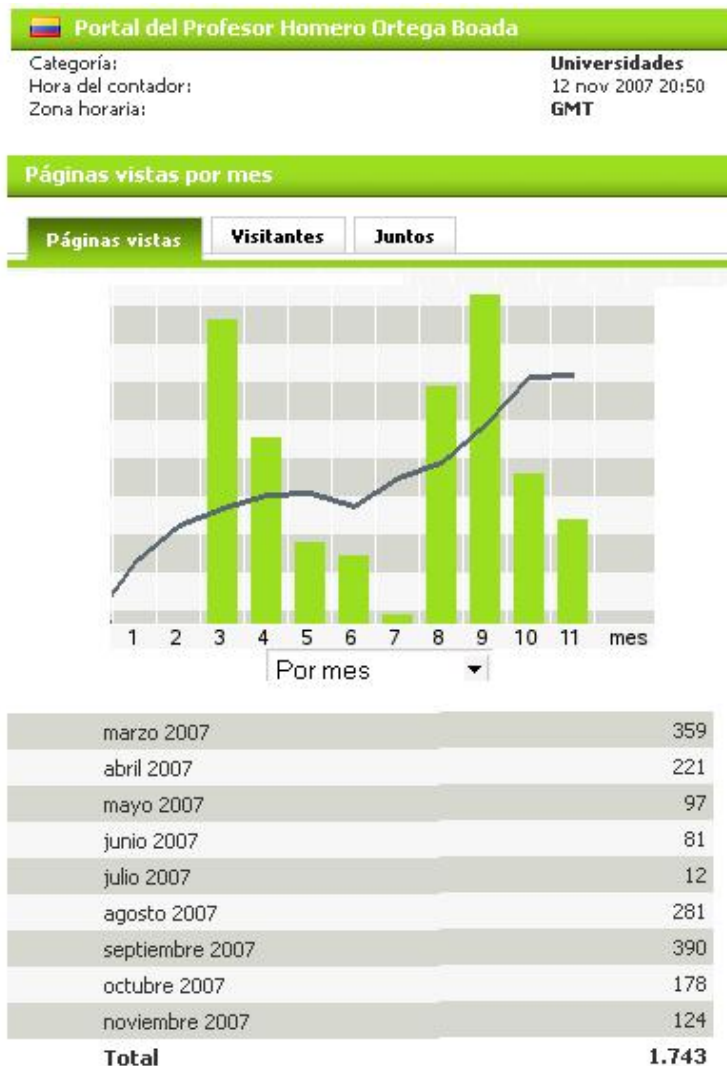 Portal del Profesor Homero Ortega Boada
Categoría: Universidades
Hora del contador: 12 nov 2007 20:50
Zona horaria: GMT
Páginas vistas por mes
Páginas vistas Visitantes Juntos
1 2 3 4 5 6 7 8 9 10 11 mes
Por mes
marzo 2007 359
abril 2007 221
mayo 2007 97
junio 2007 81
julio 2007 12
agosto 2007 281
septiembre 2007 390
octubre 2007 178
noviembre 2007 124
Total 1.743